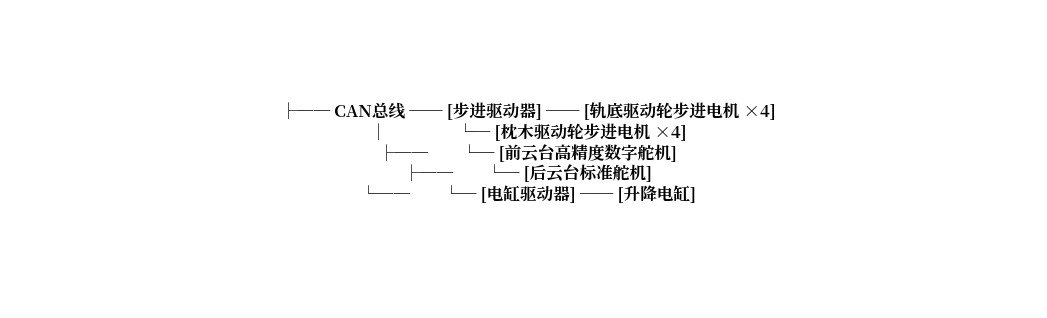 ├── CAN总线 ── [步进驱动器] ── [轨底驱动轮步进电机 ×4]
│ └─ [枕木驱动轮步进电机 ×4]
├── └─ [前云台高精度数字舵机]
├── └─ [后云台标准舵机]
└── └─ [电缸驱动器] ── [升降电缸]